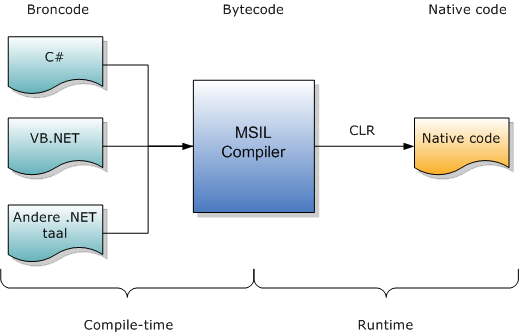 Broncode
Bytecode
Native code
C#
VB.NET
Andere .NET
taal
MSIL
Compiler
CLR
Native code
Compile-time
Runtime